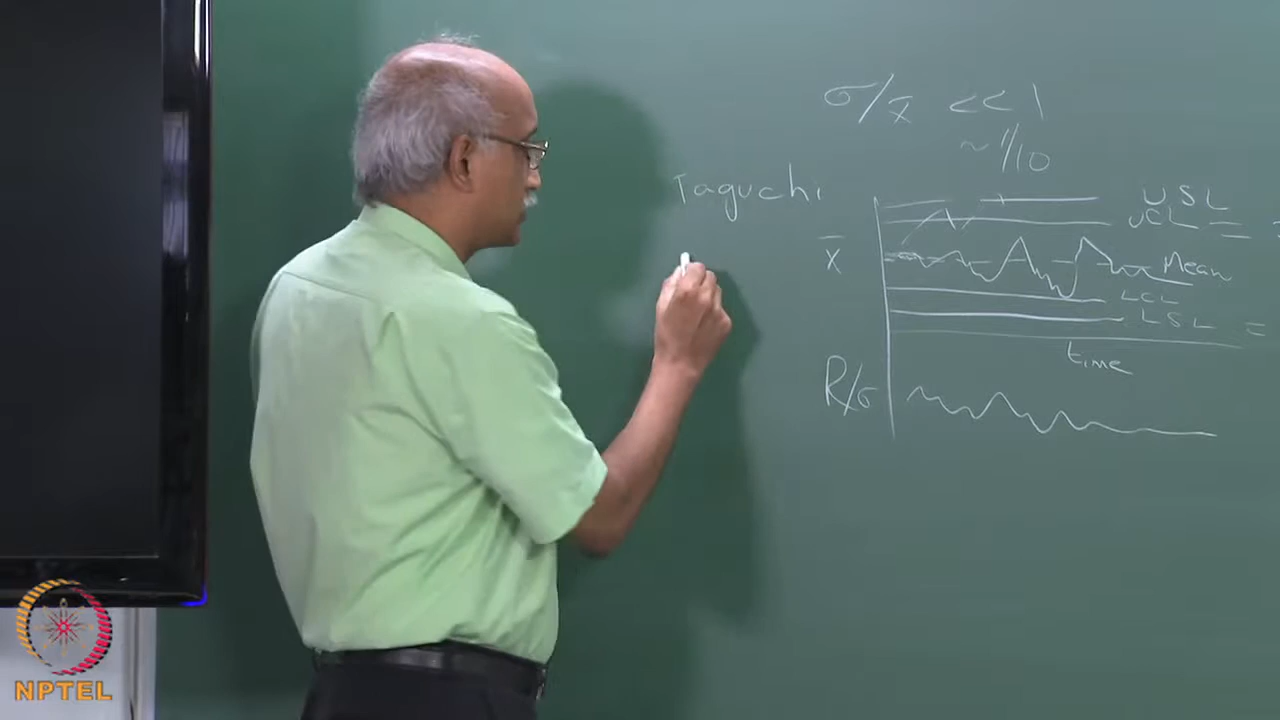 σ/x̄ << 1
~ 1/10
Taguchi
USL
UCL =
x̄
Mean
LCL
LSL =
time
R/σ
NPTEL